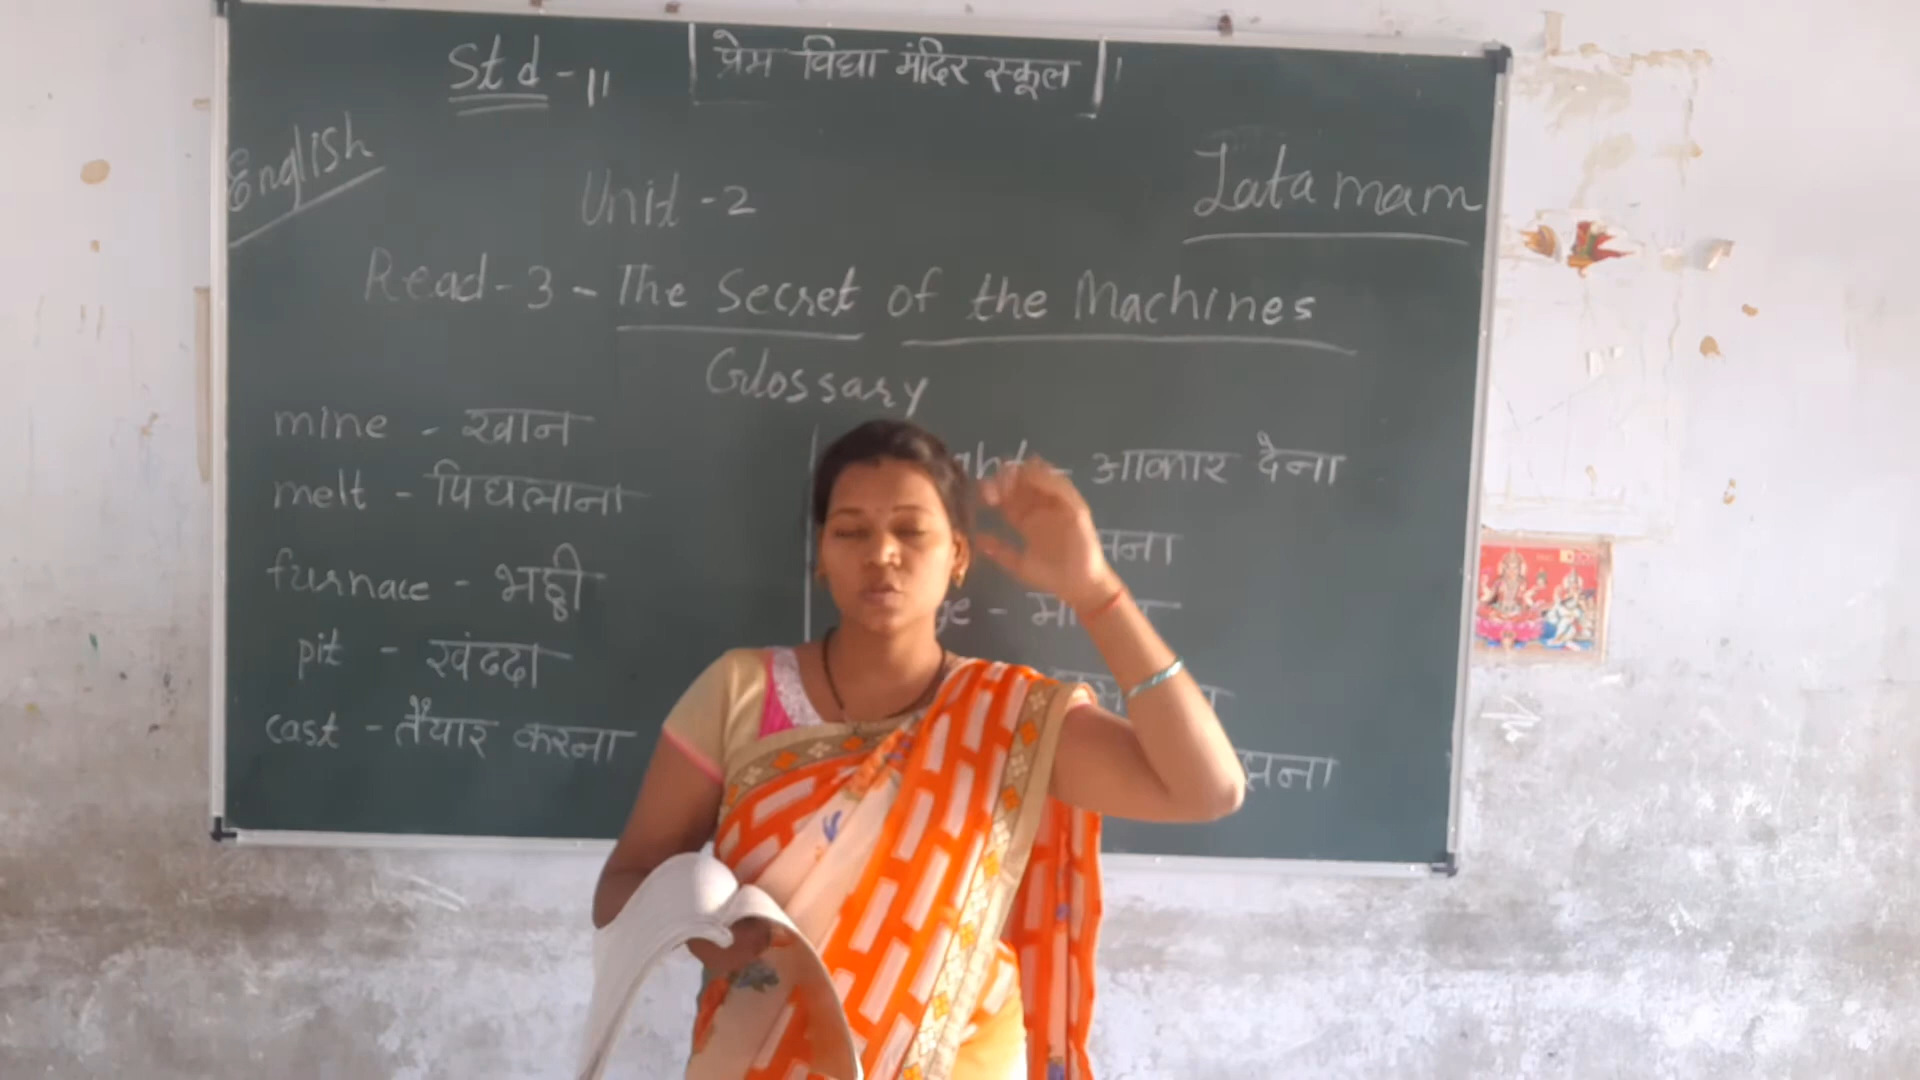 Std - 11
प्रेम विद्या मंदिर स्कूल
English
Unit - 2
Lata mam
Read - 3 - The Secret of the Machines
Glossary
mine - खान
melt - पिघलाना
furnace - भट्ठी
pit - खंदढा
cast - तैयार करना
आकार देना